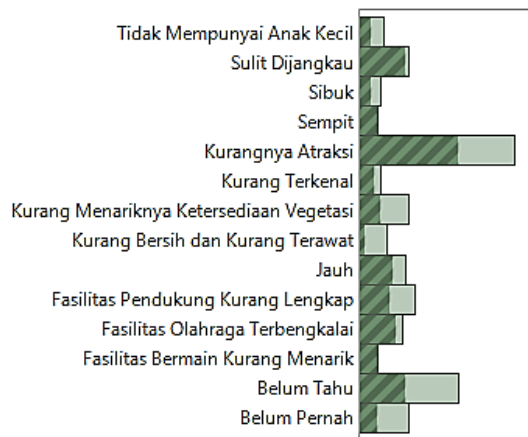 Tidak Mempunyai Anak Kecil
Sulit Dijangkau
Sibuk
Sempit
Kurangnya Atraksi
Kurang Terkenal
Kurang Menariknya Ketersediaan Vegetasi
Kurang Bersih dan Kurang Terawat
Jauh
Fasilitas Pendukung Kurang Lengkap
Fasilitas Olahraga Terbengkalai
Fasilitas Bermain Kurang Menarik
Belum Tahu
Belum Pernah